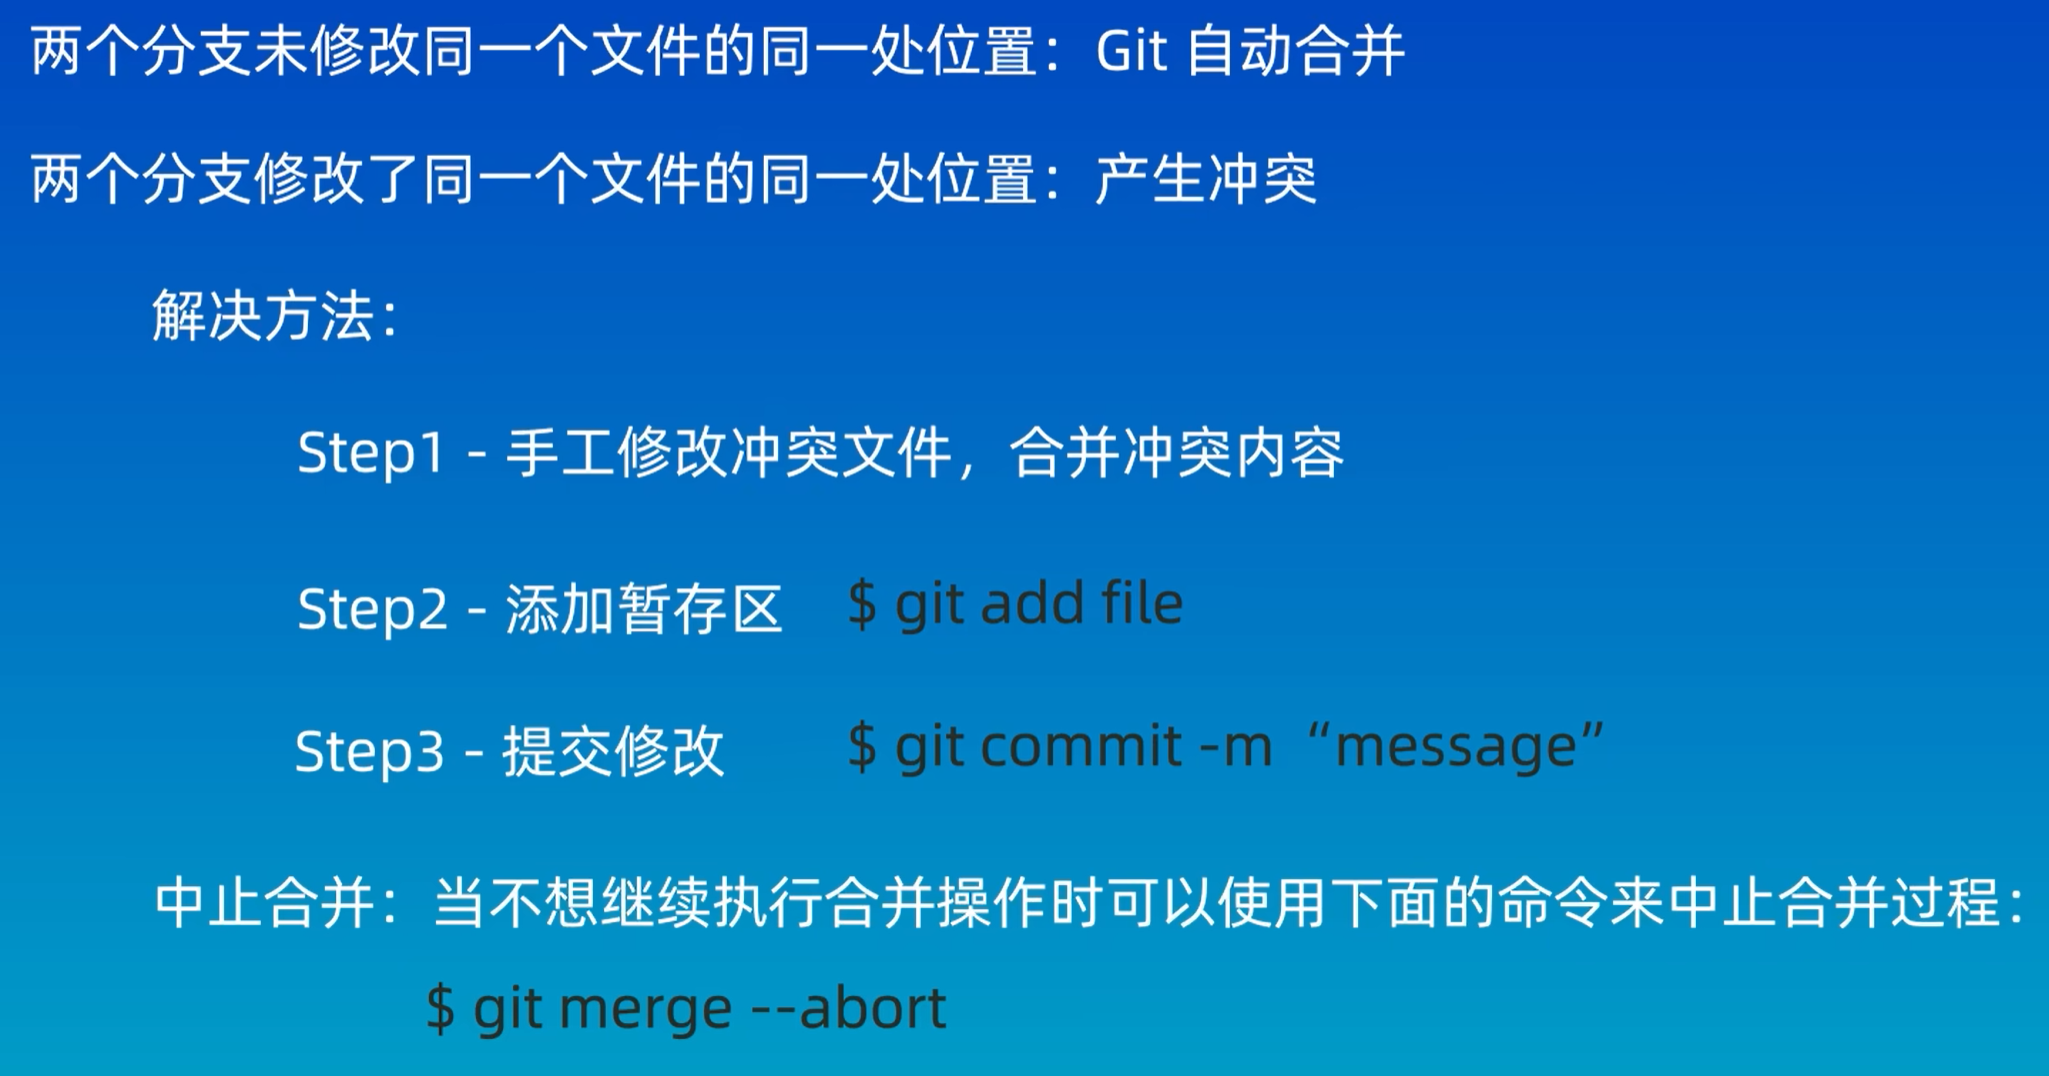 两个分支未修改同一个文件的同一处位置：Git 自动合并
两个分支修改了同一个文件的同一处位置：产生冲突
解决方法：
Step1 - 手工修改冲突文件，合并冲突内容
Step2 - 添加暂存区 $ git add file
Step3 - 提交修改 $ git commit -m “message”
中止合并：当不想继续执行合并操作时可以使用下面的命令来中止合并过程：
$ git merge --abort